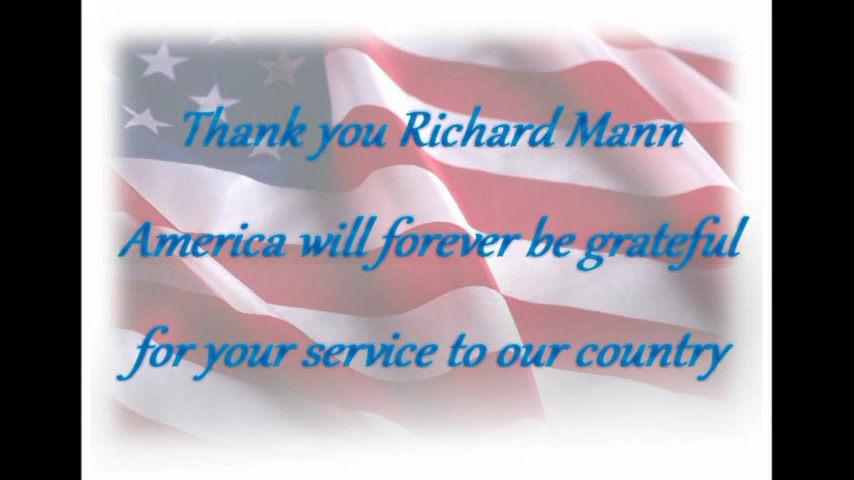 Thank you Richard Mann
America will forever be grateful
for your service to our country